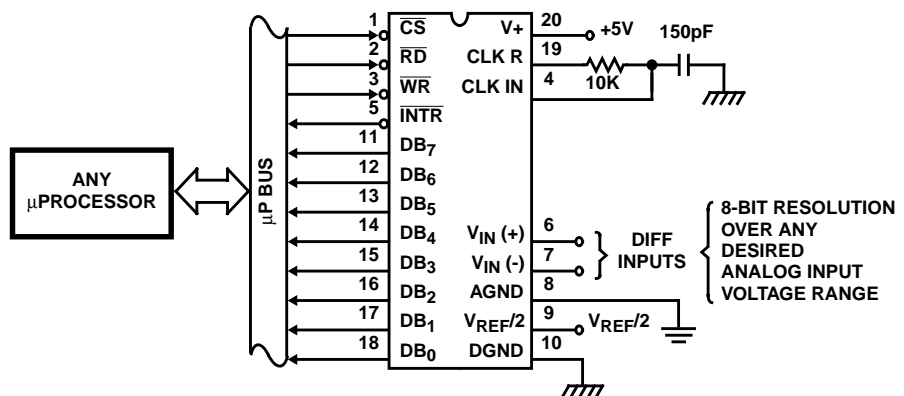 ANY
µPROCESSOR
µP BUS
1
2
3
5
11
12
13
14
15
16
17
18
CS
RD
WR
INTR
DB7
DB6
DB5
DB4
DB3
DB2
DB1
DB0
V+
CLK R
CLK IN
VIN (+)
VIN (-)
AGND
VREF/2
DGND
20
19
4
6
7
8
9
10
+5V
150pF
10K
DIFF
INPUTS
8-BIT RESOLUTION
OVER ANY
DESIRED
ANALOG INPUT
VOLTAGE RANGE
VREF/2